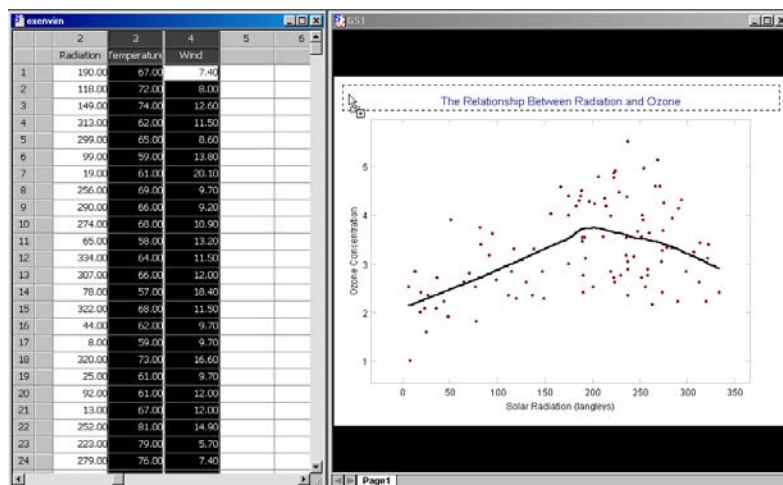 exenvirn
2 3 4 5 6
Radiation Temperature Wind
1 190.00 67.00 7.40
2 118.00 72.00 8.00
3 149.00 74.00 12.60
4 313.00 62.00 11.50
5 299.00 65.00 8.60
6 99.00 59.00 13.80
7 19.00 61.00 20.10
8 256.00 69.00 9.70
9 290.00 66.00 9.20
10 274.00 68.00 10.90
11 65.00 58.00 13.20
12 334.00 64.00 11.50
13 307.00 66.00 12.00
14 78.00 57.00 18.40
15 322.00 68.00 11.50
16 44.00 62.00 9.70
17 8.00 59.00 9.70
18 320.00 73.00 16.60
19 25.00 61.00 9.70
20 92.00 61.00 12.00
21 13.00 67.00 12.00
22 252.00 81.00 14.90
23 223.00 79.00 5.70
24 279.00 76.00 7.40
GS1
The Relationship Between Radiation and Ozone
5
4
3
2
1
Ozone Concentration
0 50 100 150 200 250 300 350
Solar Radiation (langleys)
Page1